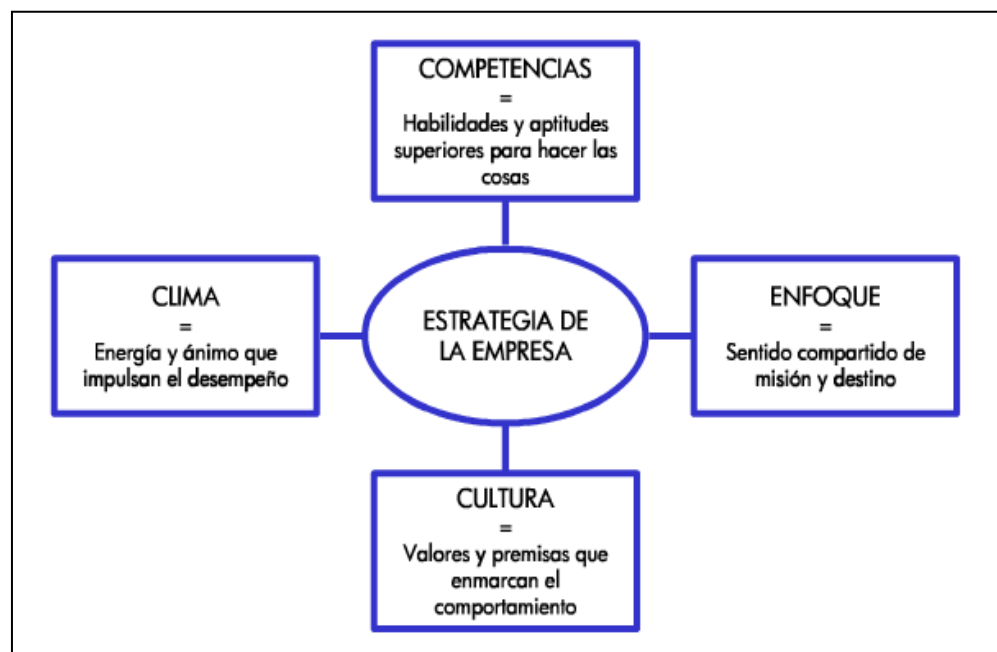 COMPETENCIAS
=
Habilidades y aptitudes
superiores para hacer las
cosas
CLIMA
=
Energía y ánimo que
impulsan el desempeño
ESTRATEGIA DE
LA EMPRESA
ENFOQUE
=
Sentido compartido de
misión y destino
CULTURA
=
Valores y premisas que
enmarcan el
comportamiento